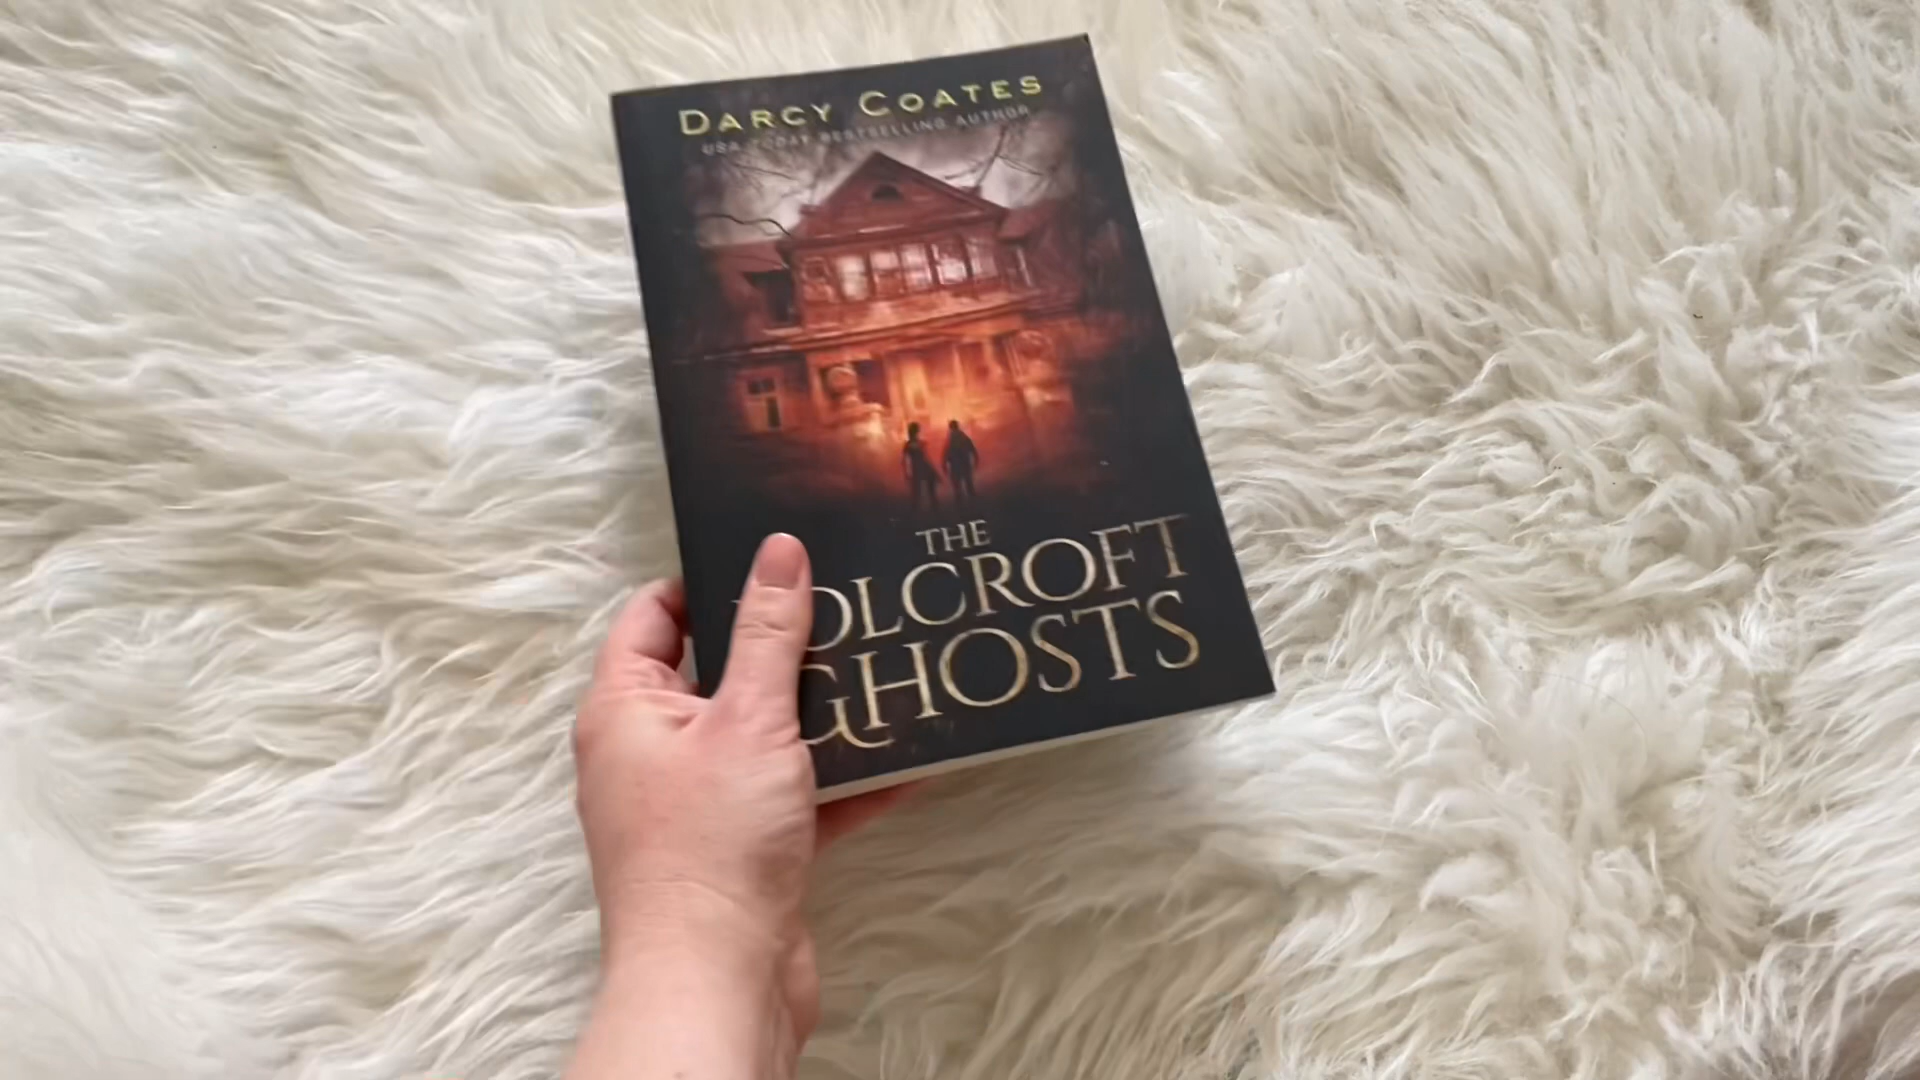 DARCY COATES
USA TODAY BESTSELLING AUTHOR
THE
OLCROFT
GHOSTS